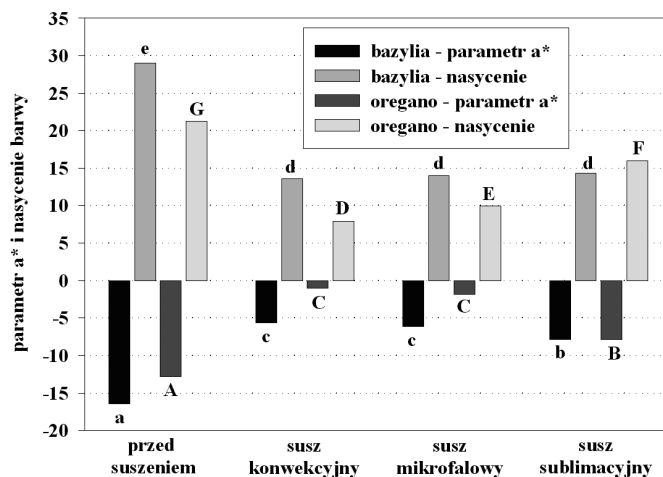 parametr a* i nasycenie barwy
35
30
25
20
15
10
5
0
-5
-10
-15
-20
bazylia - parametr a*
bazylia - nasycenie
oregano - parametr a*
oregano - nasycenie
e
G
a
A
d
D
c
C
d
E
c
C
d
F
b
B
przed
suszeniem
susz
konwekcyjny
susz
mikrofalowy
susz
sublimacyjny